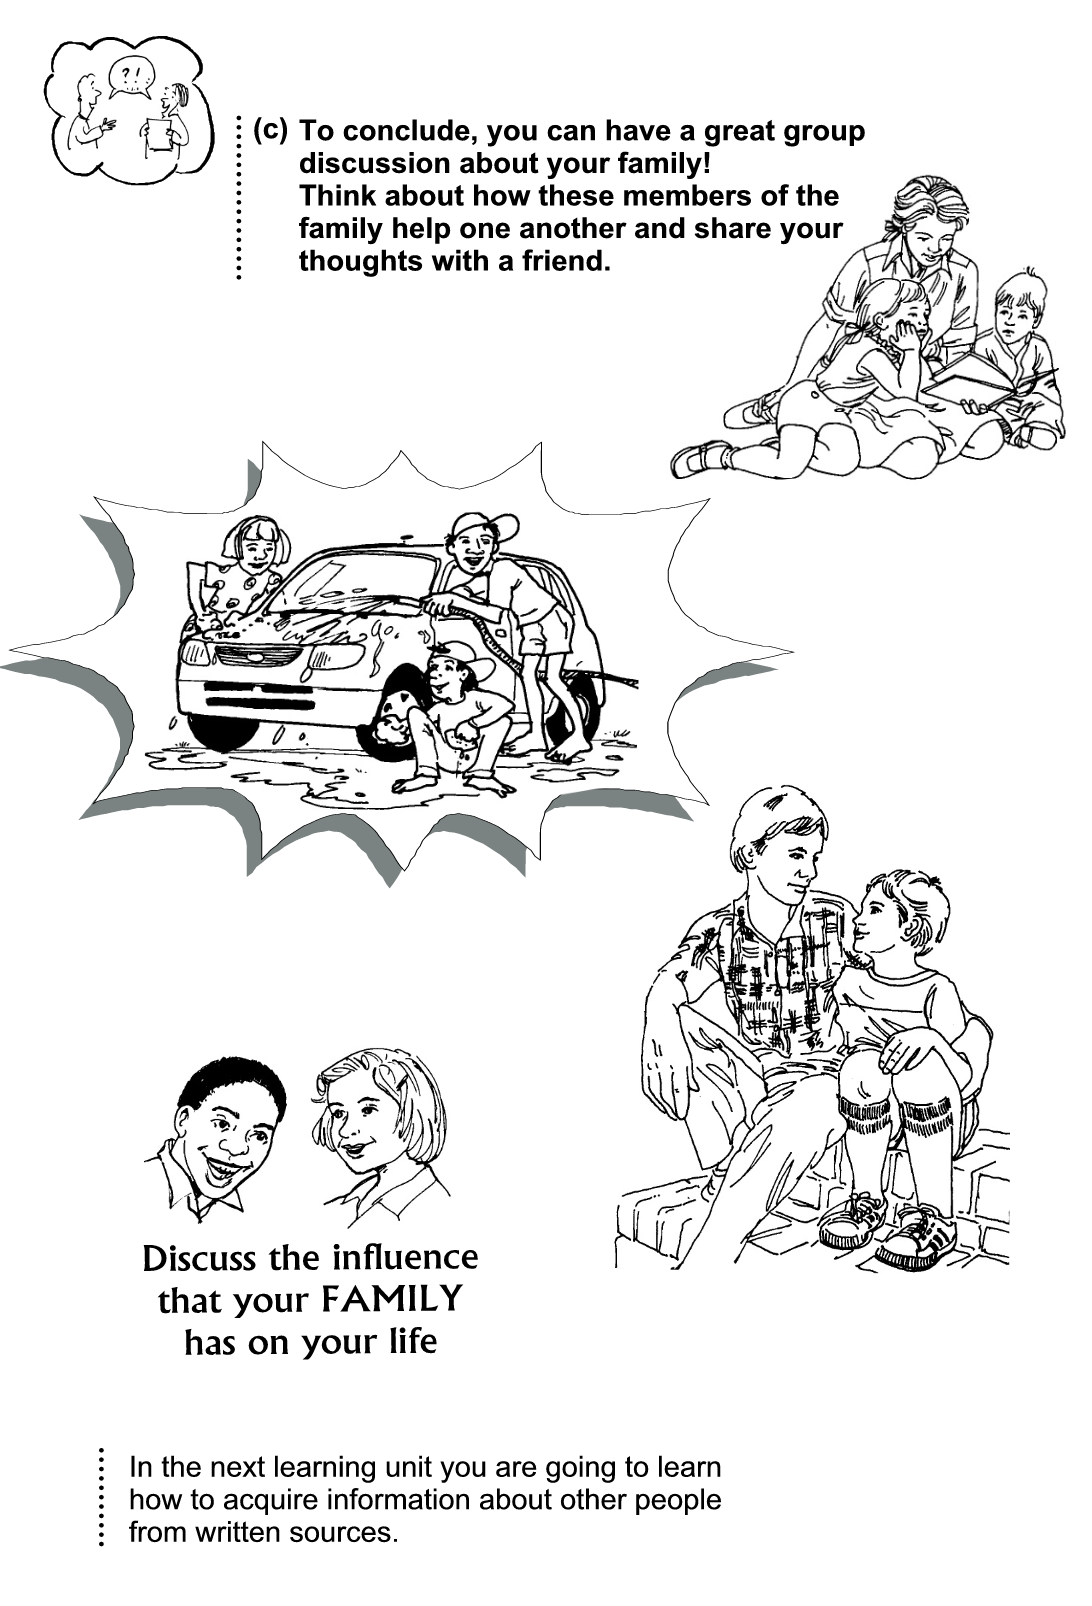 ? !
(c) To conclude, you can have a great group
discussion about your family!
Think about how these members of the
family help one another and share your
thoughts with a friend.
Discuss the influence
that your FAMILY
has on your life
In the next learning unit you are going to learn
how to acquire information about other people
from written sources.